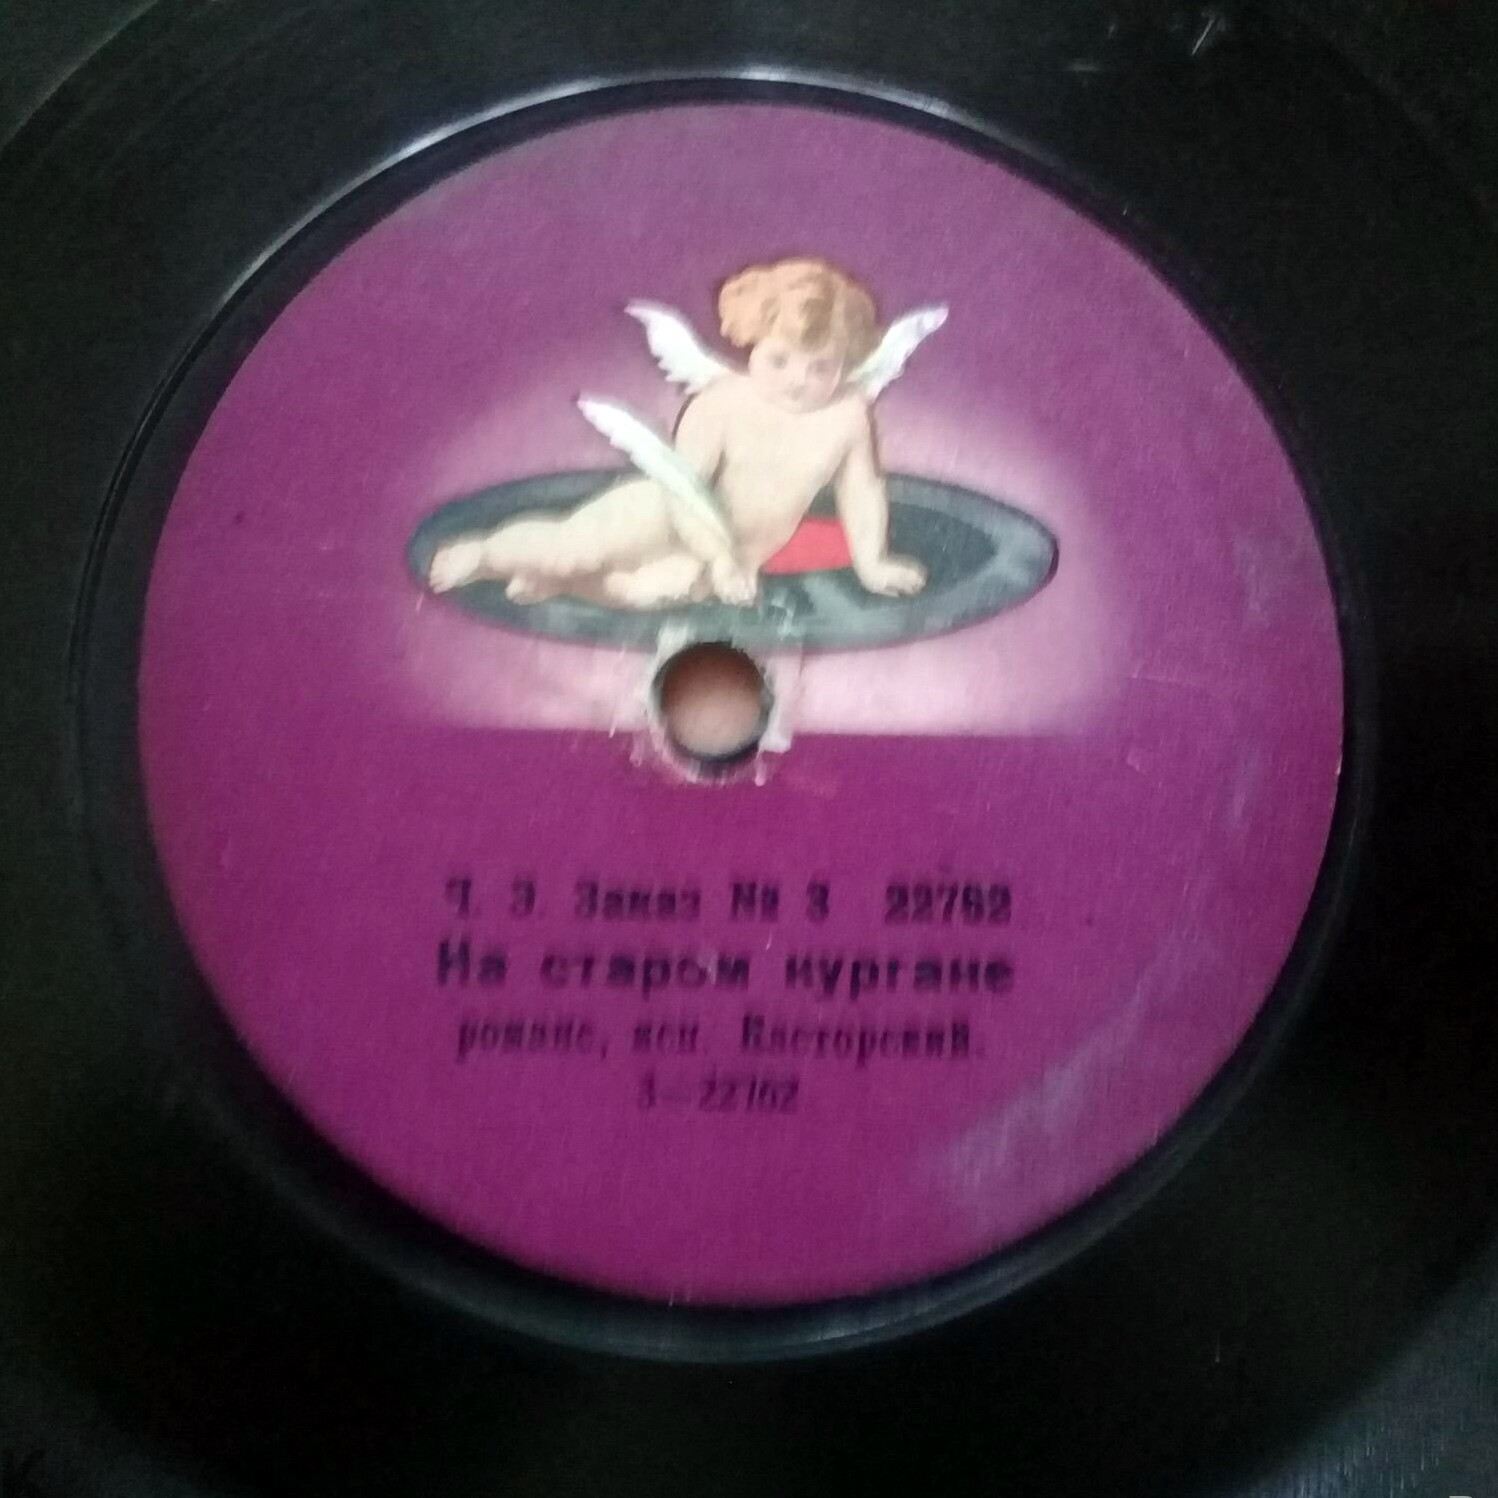 Ч. Э. Заказ № 3 22762
На старом кургане
романс, исп. Касторский.
3—22762